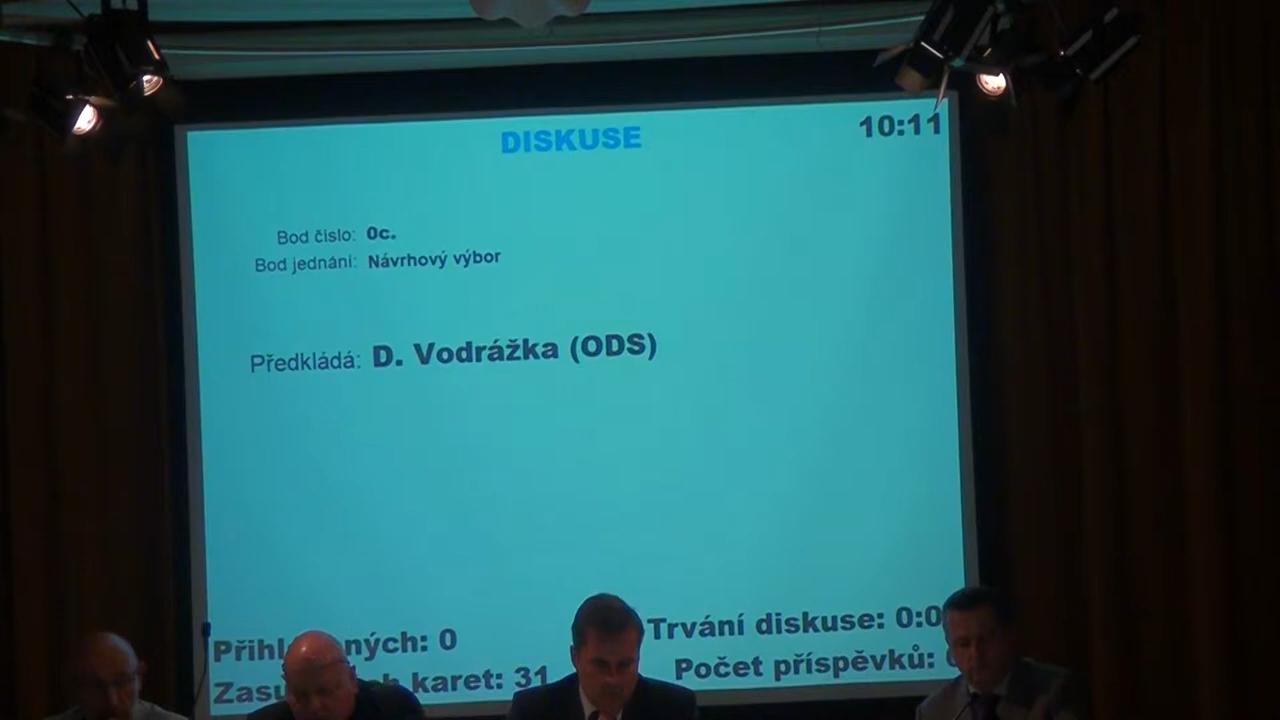 DISKUSE
10:11
Bod číslo: 0c.
Bod jednání: Návrhový výbor
Předkládá: D. Vodrážka (ODS)
0
Trvání diskuse:
karet: 31
Počet příspěvků: